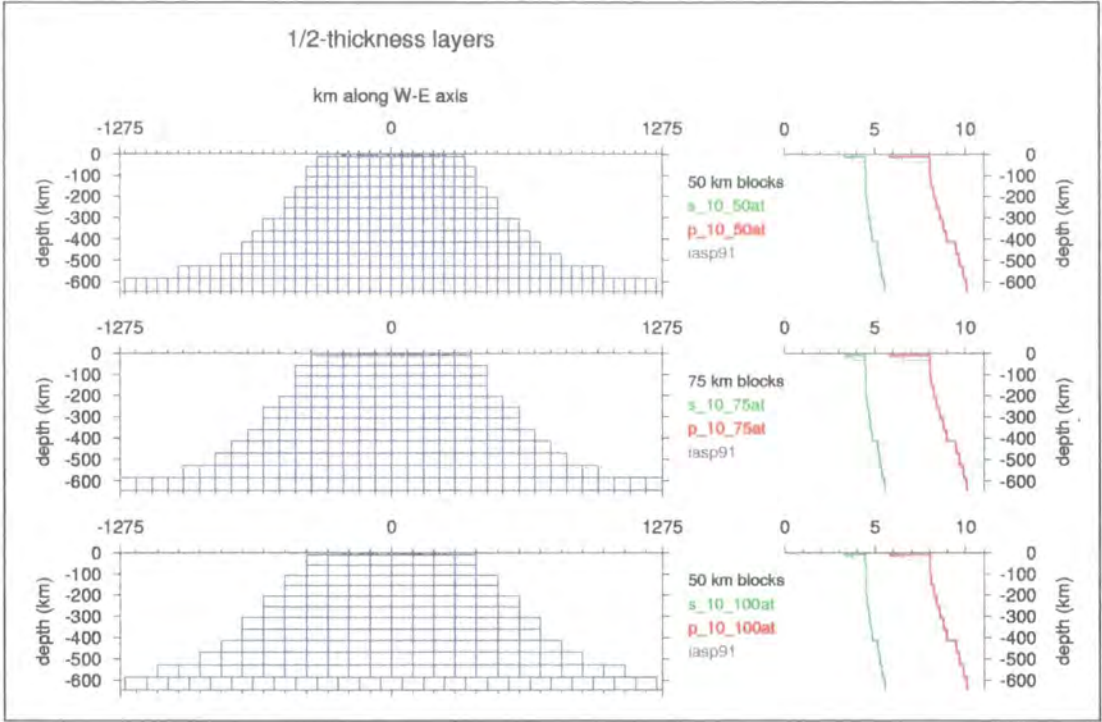 1/2-thickness layers
km along W-E axis
-1275 0 1275 0 5 10
0 0
-100 -100
-200 -200
-300 -300
-400 -400
-500 -500
-600 -600
depth (km)
50 km blocks
s_10_50at
p_10_50at
iasp91
depth (km)
-1275 0 1275 0 5 10
0 0
-100 -100
-200 -200
-300 -300
-400 -400
-500 -500
-600 -600
depth (km)
75 km blocks
s_10_75at
p_10_75at
iasp91
depth (km)
-1275 0 1275 0 5 10
0 0
-100 -100
-200 -200
-300 -300
-400 -400
-500 -500
-600 -600
depth (km)
50 km blocks
s_10_100at
p_10_100at
iasp91
depth (km)